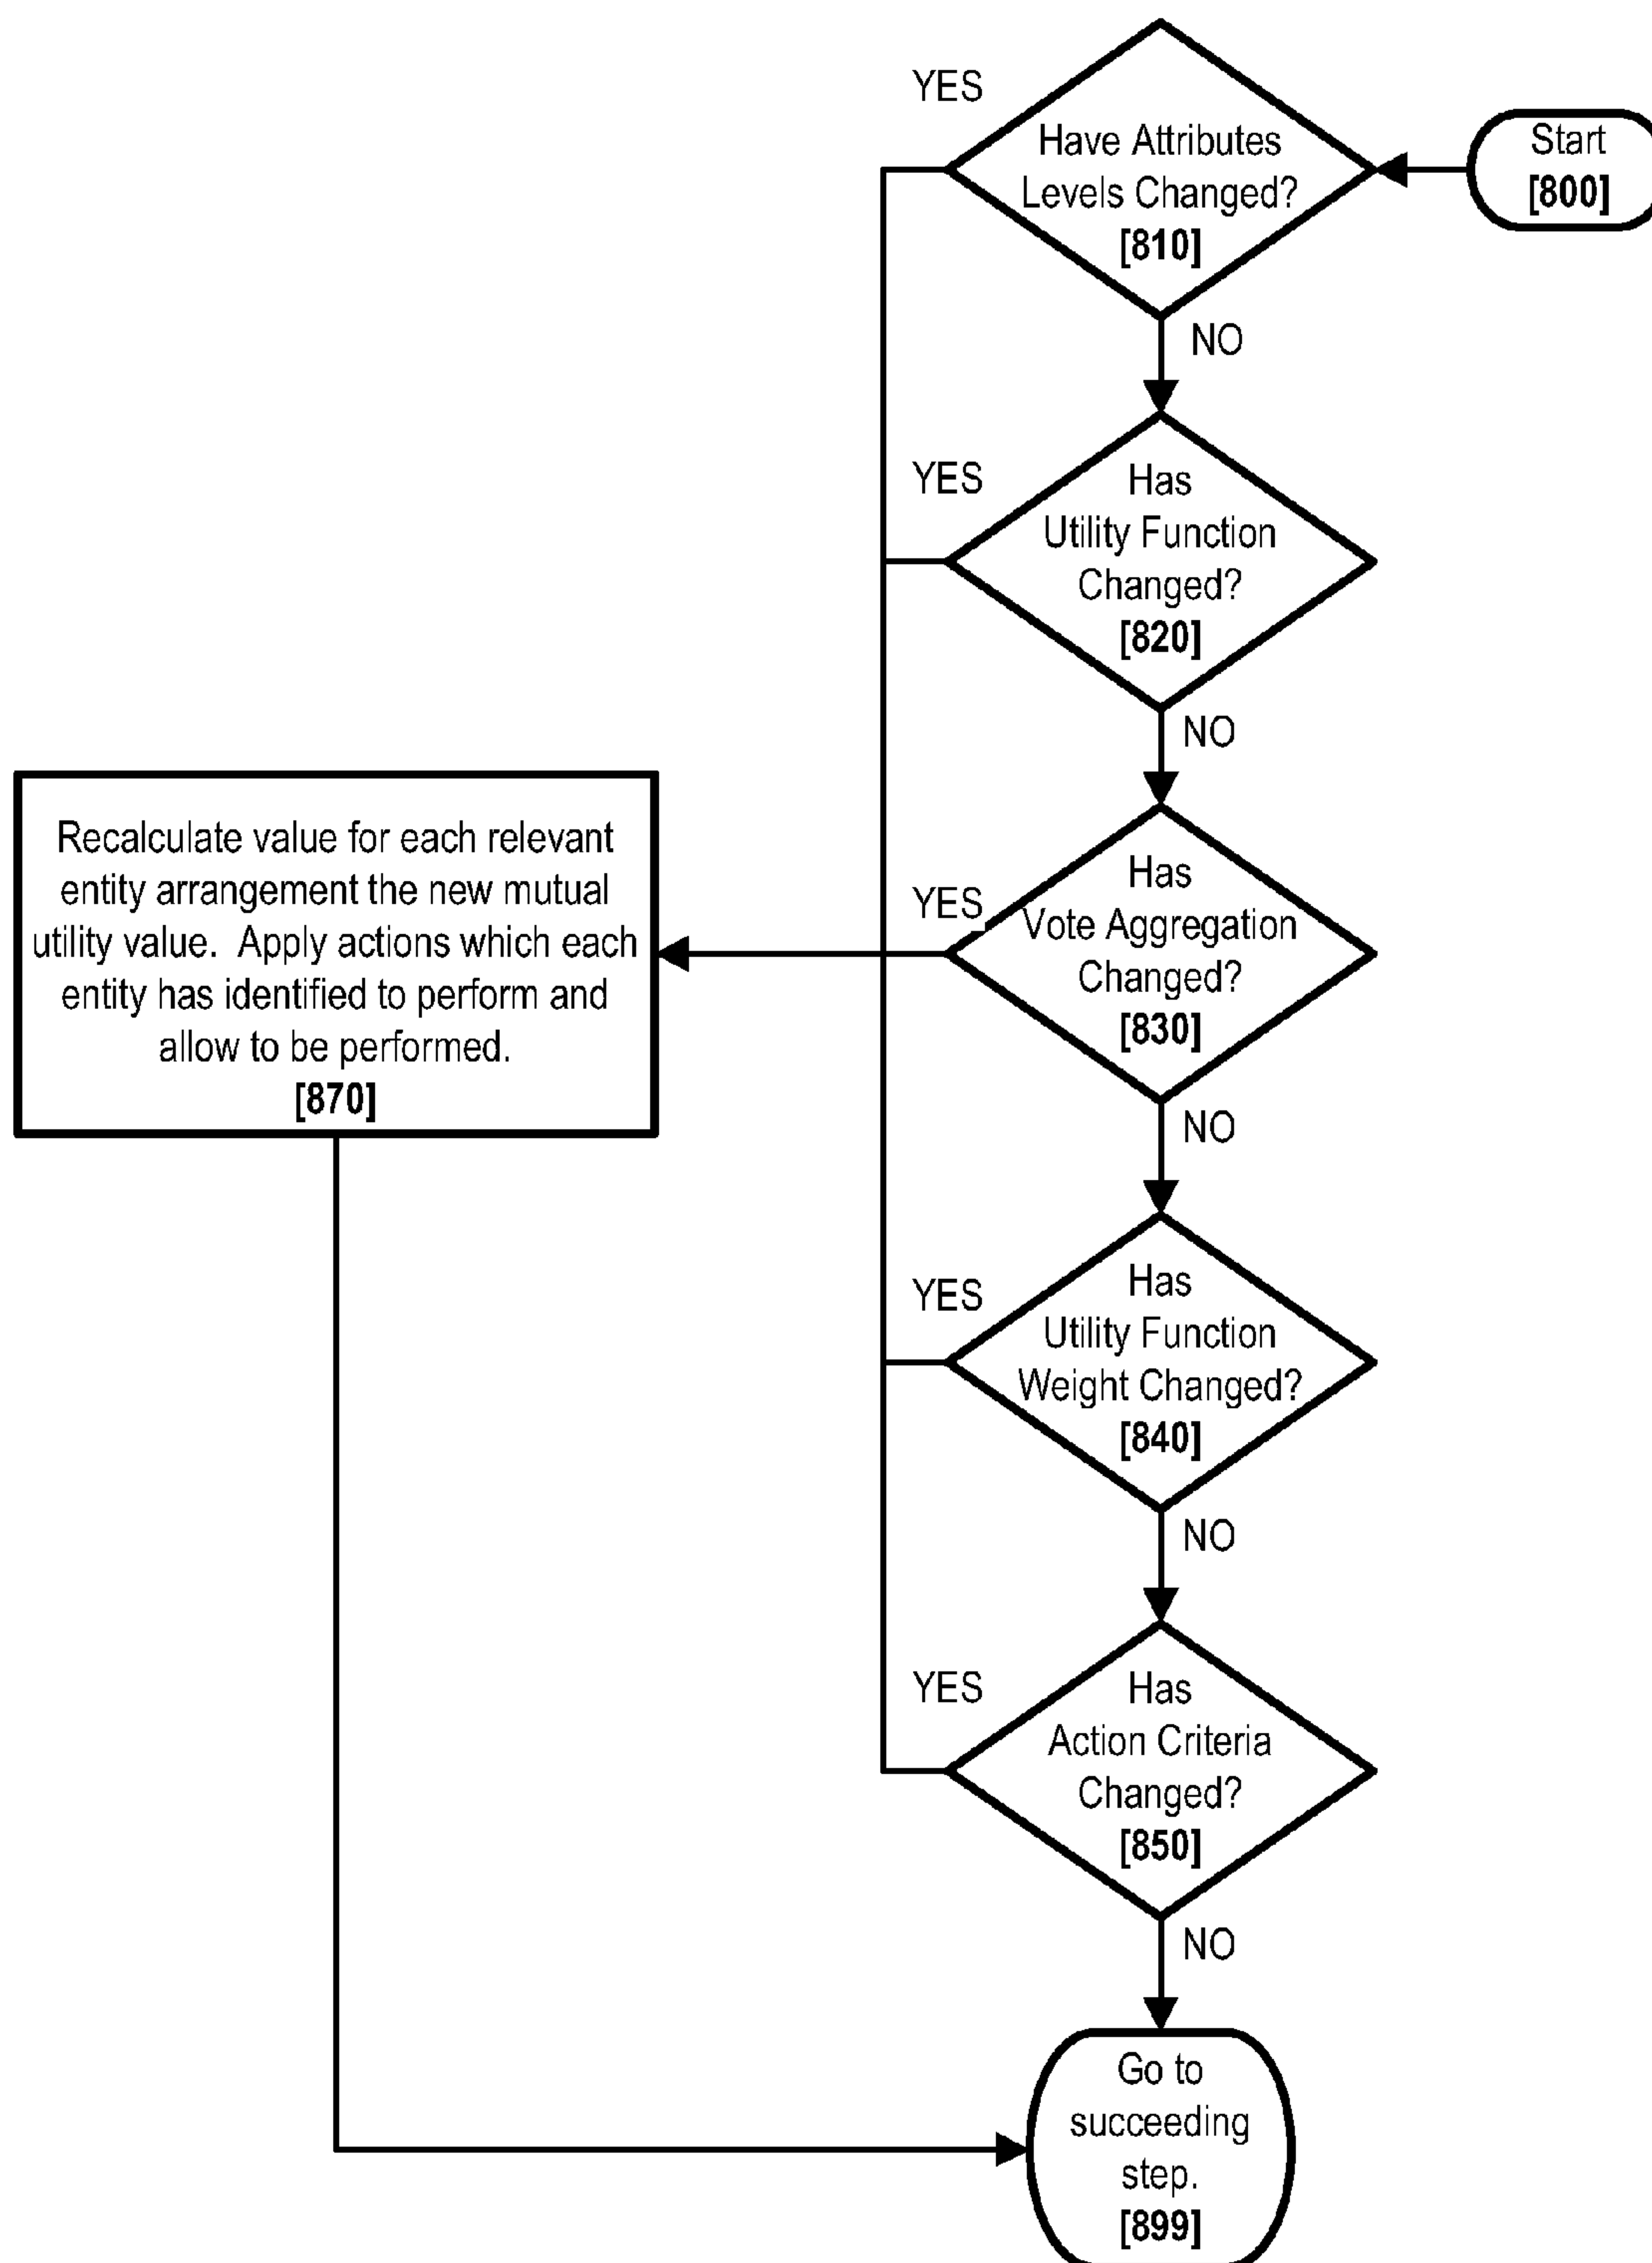 Start
[800]
YES
Have Attributes
Levels Changed?
[810]
NO
YES
Has
Utility Function
Changed?
[820]
NO
YES
Has
Vote Aggregation
Changed?
[830]
NO
Recalculate value for each relevant
entity arrangement the new mutual
utility value.  Apply actions which each
entity has identified to perform and
allow to be performed.
[870]
YES
Has
Utility Function
Weight Changed?
[840]
NO
YES
Has
Action Criteria
Changed?
[850]
NO
Go to
succeeding
step.
[899]